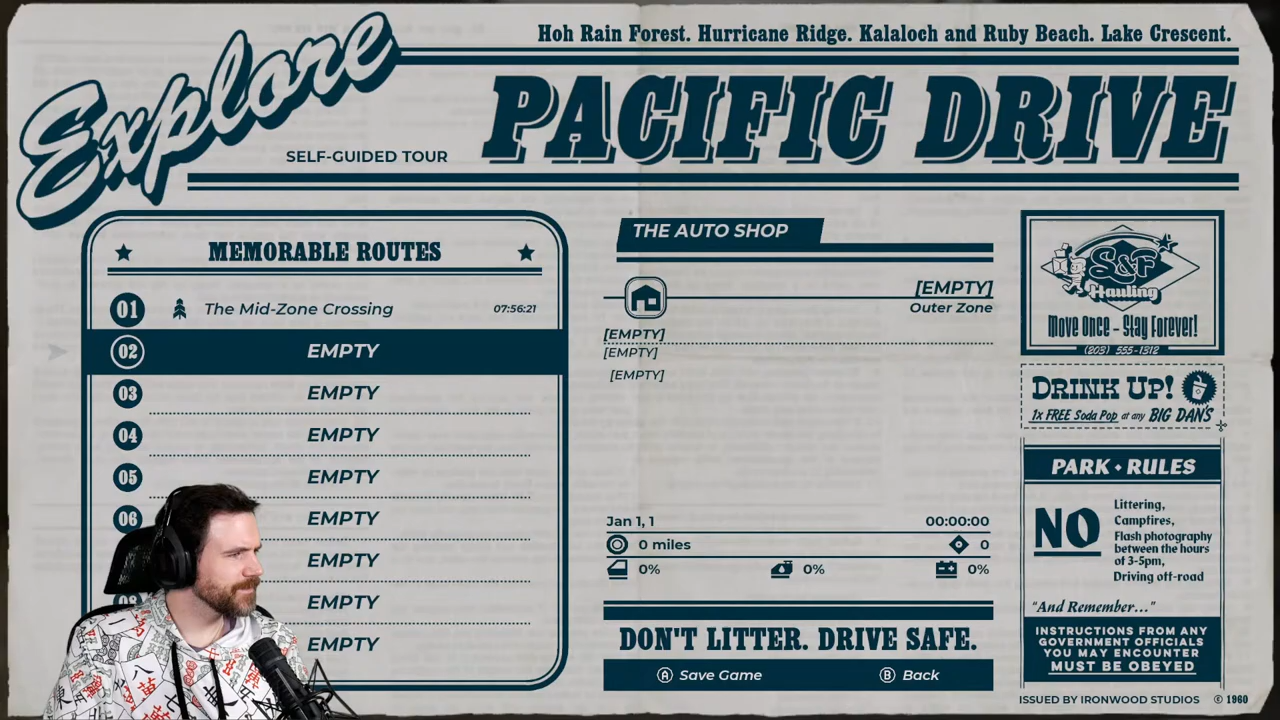 Explore
Hoh Rain Forest. Hurricane Ridge. Kalaloch and Ruby Beach. Lake Crescent.
PACIFIC DRIVE
SELF-GUIDED TOUR
MEMORABLE ROUTES
01 The Mid-Zone Crossing 07:56:21
02 EMPTY
03 EMPTY
04 EMPTY
05 EMPTY
06 EMPTY
EMPTY
08 EMPTY
EMPTY
THE AUTO SHOP
[EMPTY]
Outer Zone
[EMPTY]
[EMPTY]
[EMPTY]
Jan 1, 1 00:00:00
0 miles 0
0% 0% 0%
DON'T LITTER. DRIVE SAFE.
A Save Game B Back
S&F
Hauling
Move Once - Stay Forever!
(203) 555-1312
DRINK UP!
1x FREE Soda Pop at any BIG DAN'S
PARK • RULES
NO
Littering,
Campfires,
Flash photography
between the hours
of 3-5pm,
Driving off-road
"And Remember..."
INSTRUCTIONS FROM ANY
GOVERNMENT OFFICIALS
YOU MAY ENCOUNTER
MUST BE OBEYED
ISSUED BY IRONWOOD STUDIOS © 1960